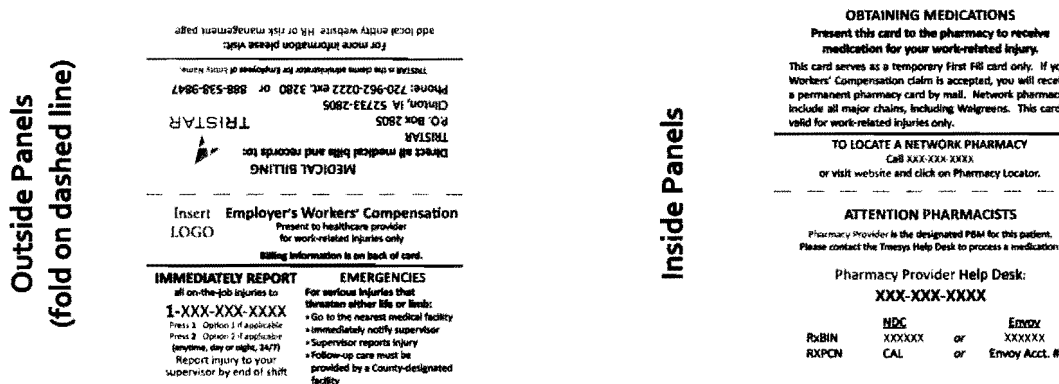 Outside Panels
(fold on dashed line)
add local entity website HR or risk management page
For more information please visit:
TRISTAR is the claims administrator for Employees of Entity Name.
Phone: 720-962-0222 ext. 3280 or 888-538-9847
Clinton, IA 52733-2805
P.O. Box 2805
TRISTAR
TRISTAR
Direct all medical bills and records to:
MEDICAL BILLING
Insert
LOGO
Employer's Workers' Compensation
Present to healthcare provider
for work-related injuries only
Billing information is on back of card.
IMMEDIATELY REPORT
all on-the-job injuries to
1-XXX-XXX-XXXX
Press 1 Option 1 if applicable
Press 2 Option 2 if applicable
(anytime, day or night, 24/7)
Report injury to your
supervisor by end of shift
EMERGENCIES
For serious injuries that
threaten either life or limb:
• Go to the nearest medical facility
• Immediately notify supervisor
• Supervisor reports injury
• Follow-up care must be
provided by a County-designated
facility
Inside Panels
OBTAINING MEDICATIONS
Present this card to the pharmacy to receive
medication for your work-related injury.
This card serves as a temporary First Fill card only. If yo
Workers' Compensation claim is accepted, you will recei
a permanent pharmacy card by mail. Network pharmac
include all major chains, including Walgreens. This card
valid for work-related injuries only.
TO LOCATE A NETWORK PHARMACY
Call XXX-XXX-XXXX
or visit website and click on Pharmacy Locator.
ATTENTION PHARMACISTS
Pharmacy Provider is the designated PBM for this patient.
Please contact the Tmesys Help Desk to process a medication
Pharmacy Provider Help Desk:
XXX-XXX-XXXX
NDC Envoy
RxBIN XXXXXX or XXXXXX
RXPCN CAL or Envoy Acct. #